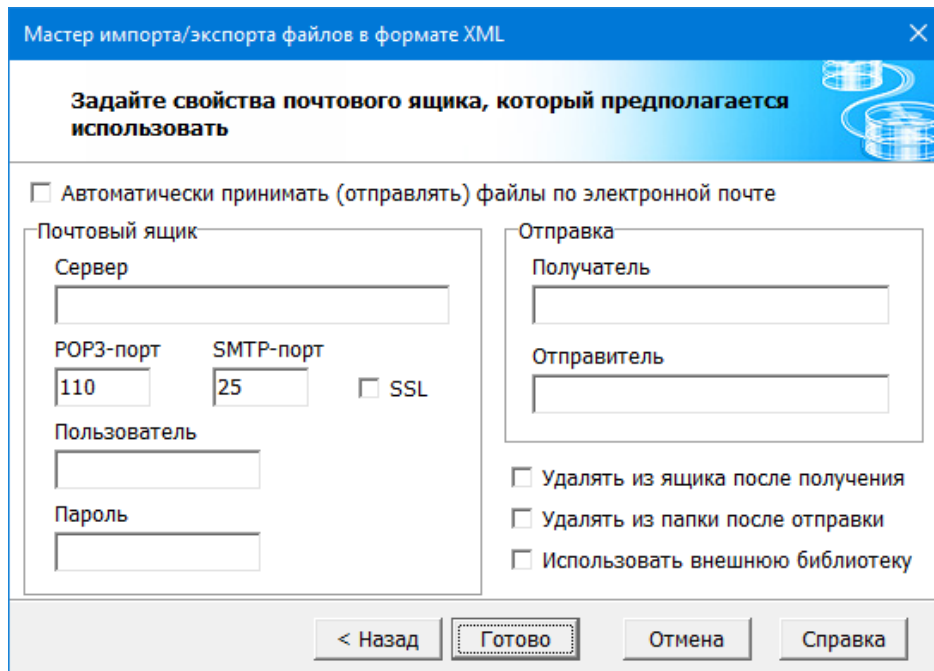 Мастер импорта/экспорта файлов в формате XML
Задайте свойства почтового ящика, который предполагается
использовать
Автоматически принимать (отправлять) файлы по электронной почте
Почтовый ящик
Сервер
POP3-порт SMTP-порт
110 25 SSL
Пользователь
Пароль
Отправка
Получатель
Отправитель
Удалять из ящика после получения
Удалять из папки после отправки
Использовать внешнюю библиотеку
< Назад Готово Отмена Справка